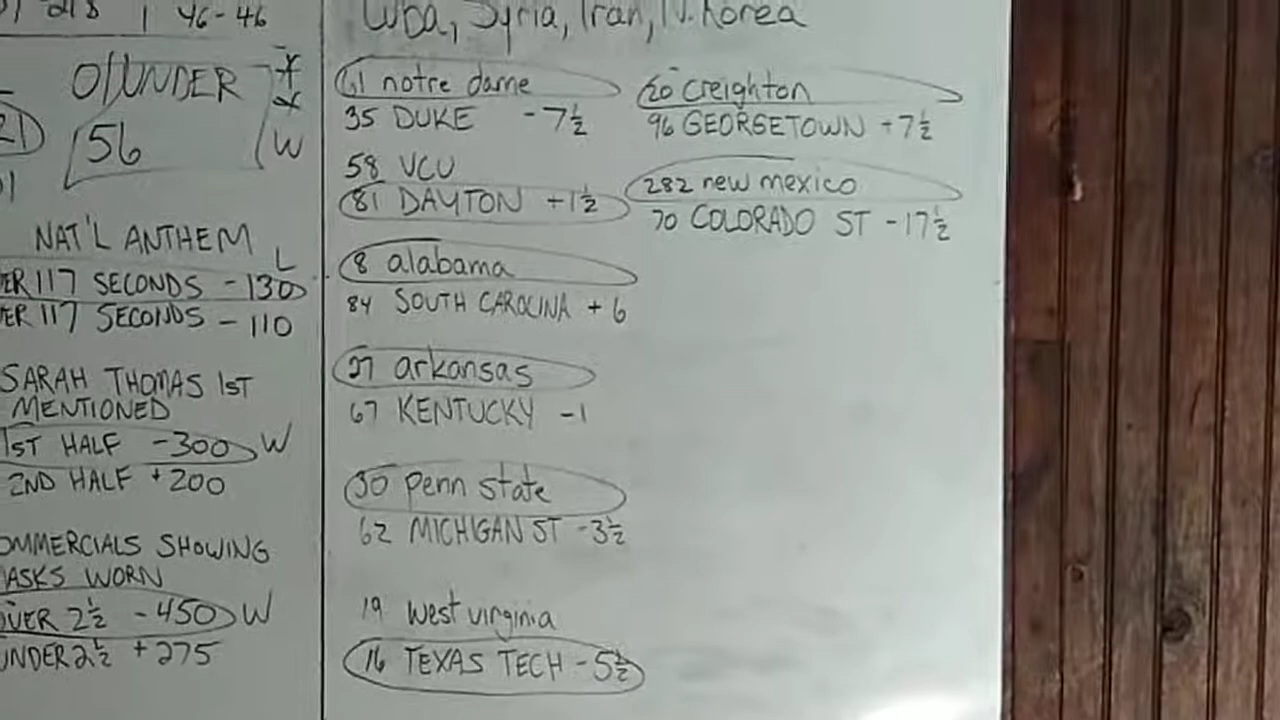 46-46
O/UNDER
56
W
NAT'L ANTHEM
L
ER 117 SECONDS -130
ER 117 SECONDS -110
SARAH THOMAS 1ST
MENTIONED
1ST HALF -300 W
2ND HALF +200
OMMERCIALS SHOWING
ASKS WORN
OVER 2½ -450 W
UNDER 2½ +275
Cuba, Syria, Iran, N. Korea
61 notre dame
35 DUKE -7½
58 VCU
81 DAYTON +1½
8 alabama
84 SOUTH CAROLINA +6
27 arkansas
67 KENTUCKY -1
30 penn state
62 MICHIGAN ST -3½
19 west virginia
16 TEXAS TECH -5½
20 creighton
96 GEORGETOWN +7½
282 new mexico
70 COLORADO ST -17½